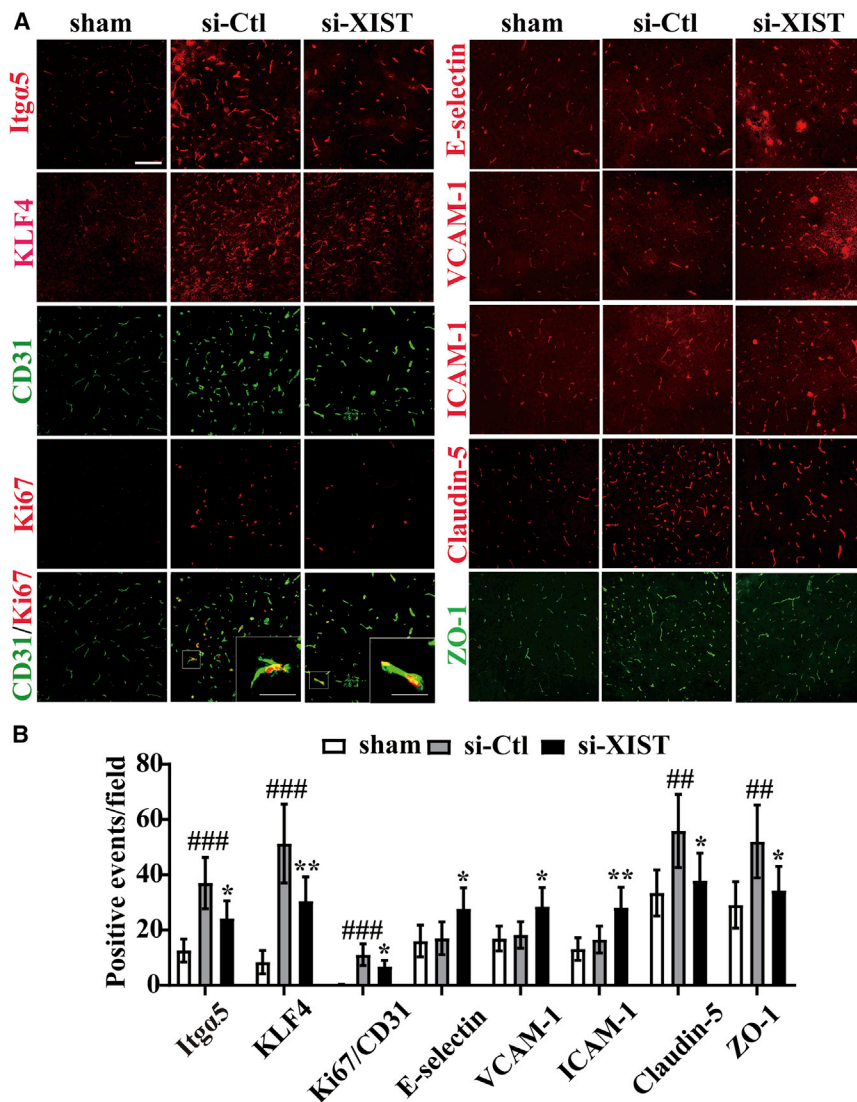 A
sham si-Ctl si-XIST
sham si-Ctl si-XIST
Itgα5
KLF4
CD31
Ki67
CD31/Ki67
E-selectin
VCAM-1
ICAM-1
Claudin-5
ZO-1
B
sham si-Ctl si-XIST
Positive events/field
80
60
40
20
0
### * ### ** ### * * * ** ## * ## *
Itgα5 KLF4 Ki67/CD31 E-selectin VCAM-1 ICAM-1 Claudin-5 ZO-1